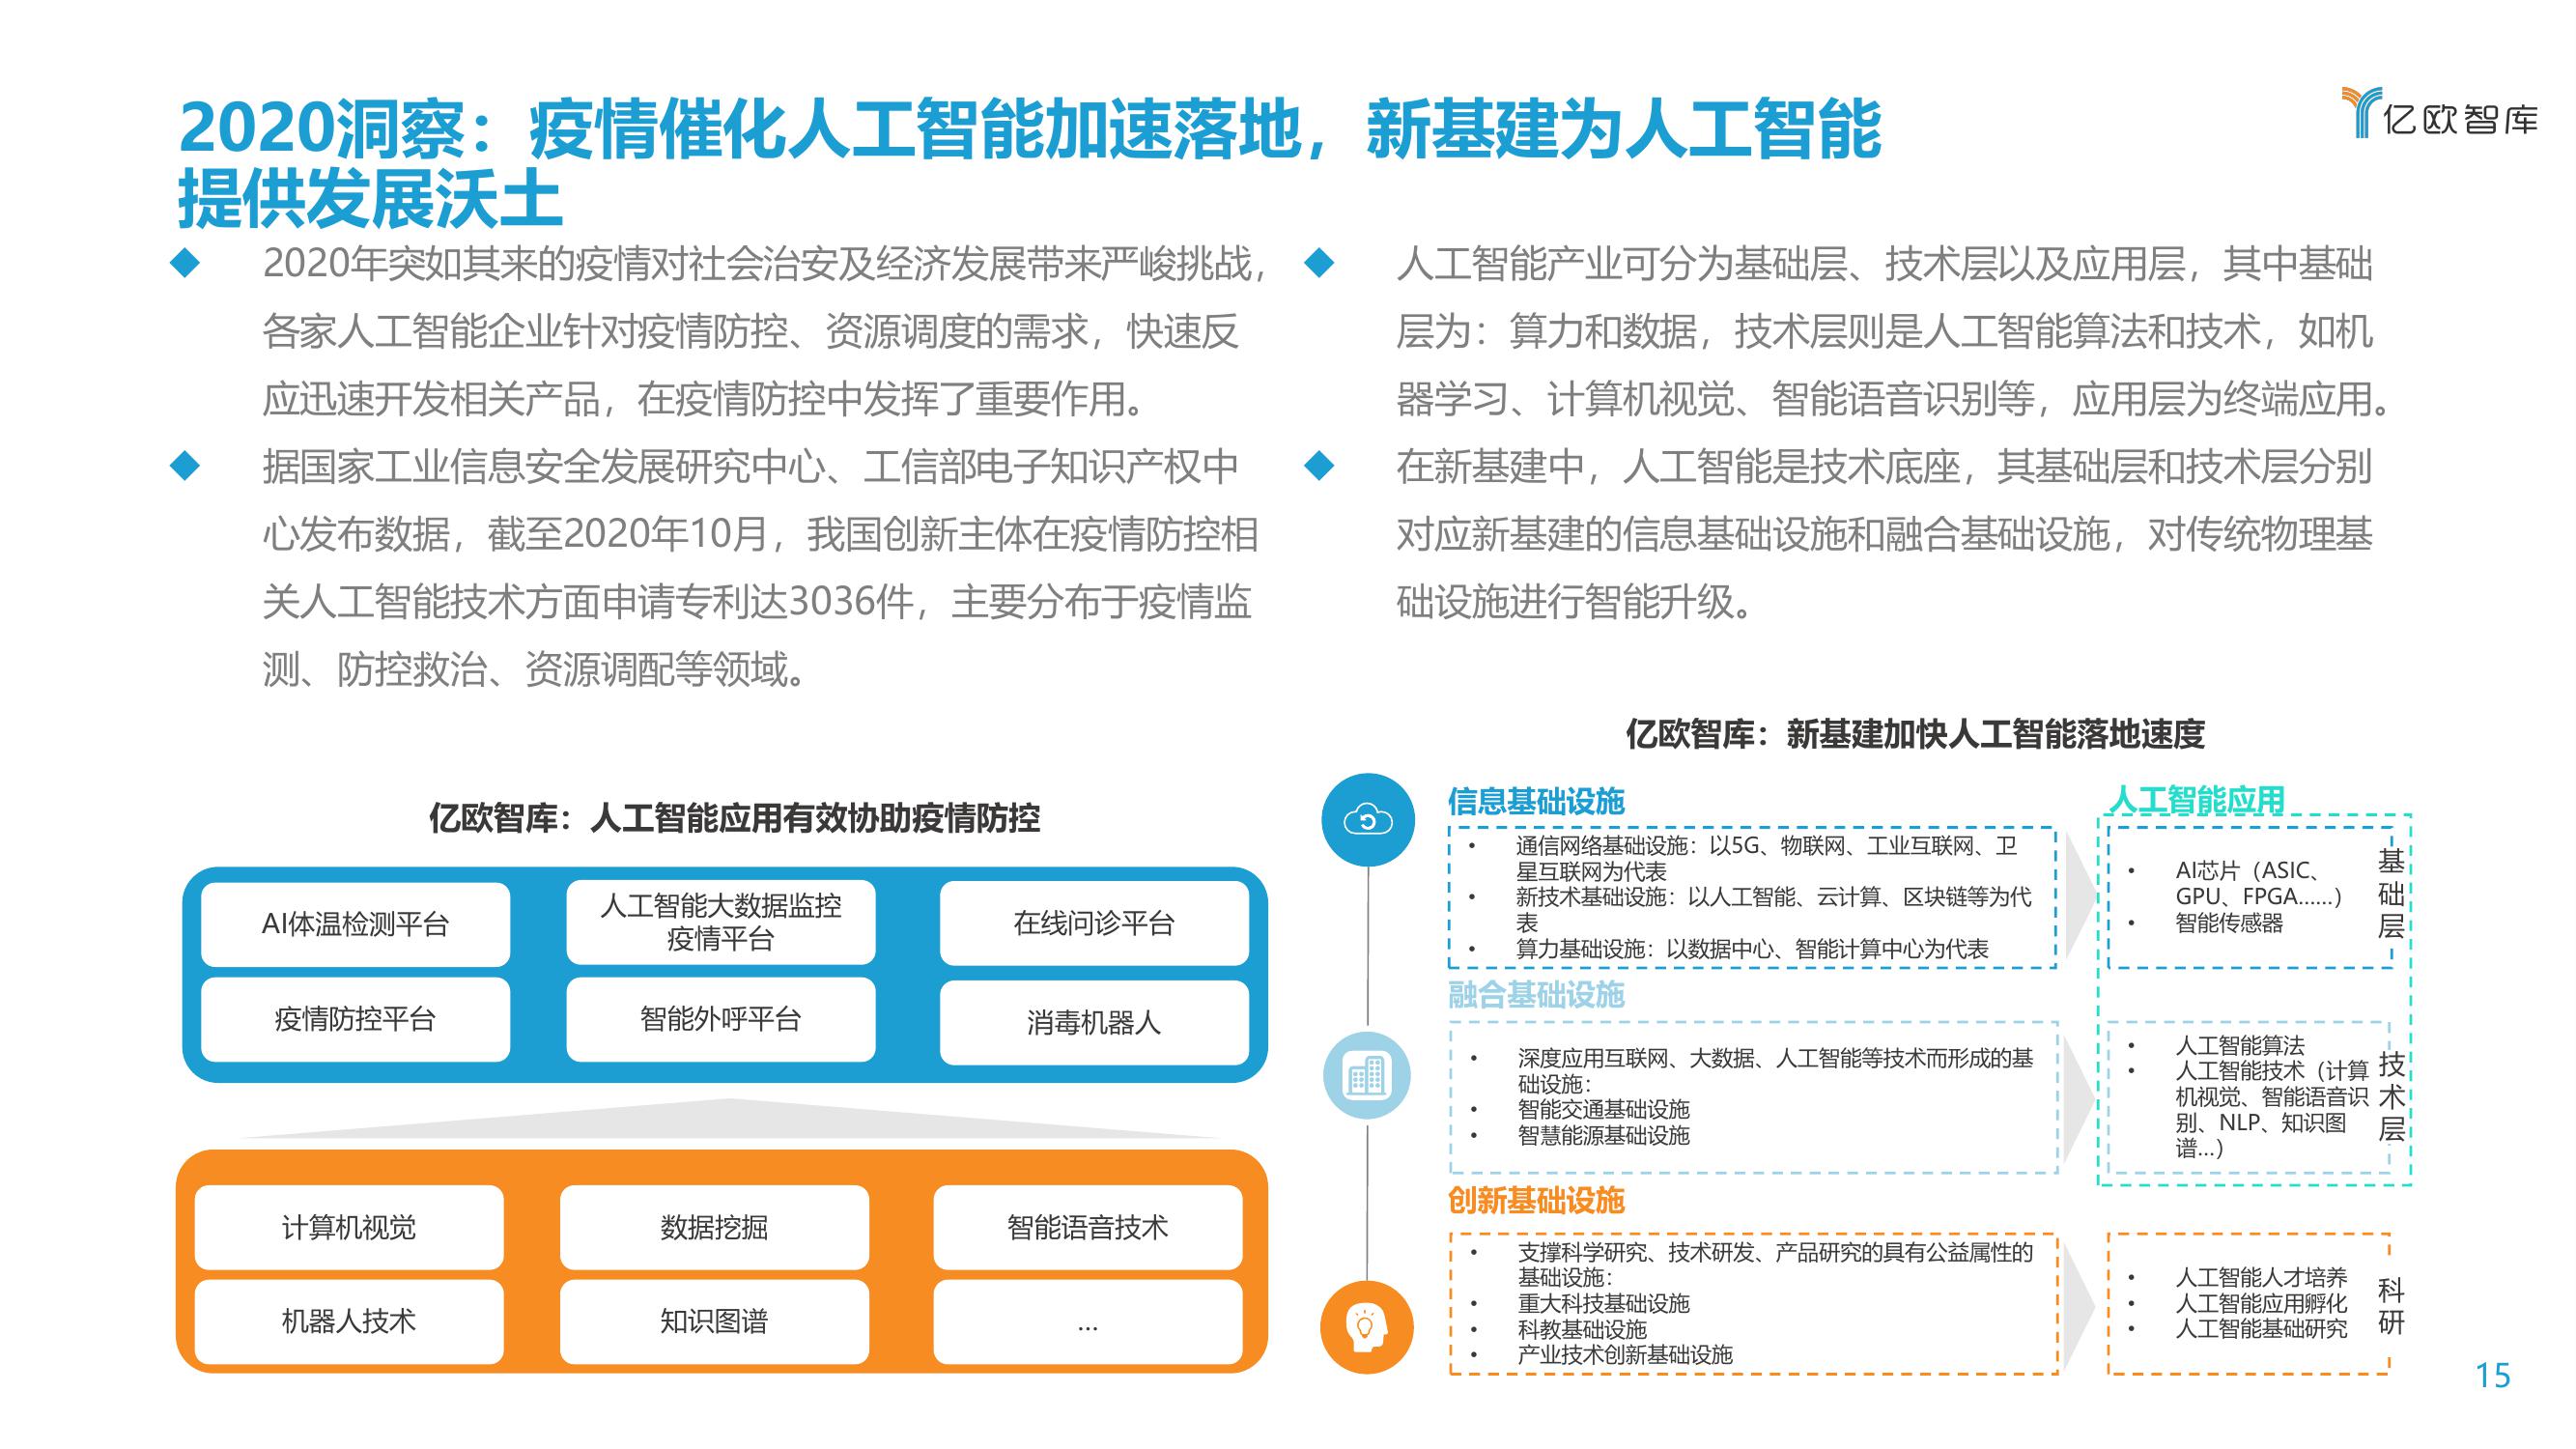 2020洞察：疫情催化人工智能加速落地，新基建为人工智能
提供发展沃土
亿欧智库
◆ 2020年突如其来的疫情对社会治安及经济发展带来严峻挑战，
各家人工智能企业针对疫情防控、资源调度的需求，快速反
应迅速开发相关产品，在疫情防控中发挥了重要作用。
◆ 据国家工业信息安全发展研究中心、工信部电子知识产权中
心发布数据，截至2020年10月，我国创新主体在疫情防控相
关人工智能技术方面申请专利达3036件，主要分布于疫情监
测、防控救治、资源调配等领域。
◆ 人工智能产业可分为基础层、技术层以及应用层，其中基础
层为：算力和数据，技术层则是人工智能算法和技术，如机
器学习、计算机视觉、智能语音识别等，应用层为终端应用。
◆ 在新基建中，人工智能是技术底座，其基础层和技术层分别
对应新基建的信息基础设施和融合基础设施，对传统物理基
础设施进行智能升级。
亿欧智库：人工智能应用有效协助疫情防控
AI体温检测平台
人工智能大数据监控
疫情平台
在线问诊平台
疫情防控平台
智能外呼平台
消毒机器人
计算机视觉
数据挖掘
智能语音技术
机器人技术
知识图谱
...
亿欧智库：新基建加快人工智能落地速度
信息基础设施
• 通信网络基础设施：以5G、物联网、工业互联网、卫
星互联网为代表
• 新技术基础设施：以人工智能、云计算、区块链等为代
表
• 算力基础设施：以数据中心、智能计算中心为代表
人工智能应用
• AI芯片（ASIC、
GPU、FPGA……）
• 智能传感器
基
础
层
融合基础设施
• 深度应用互联网、大数据、人工智能等技术而形成的基
础设施：
• 智能交通基础设施
• 智慧能源基础设施
• 人工智能算法
• 人工智能技术（计算
机视觉、智能语音识
别、NLP、知识图
谱...）
技
术
层
创新基础设施
• 支撑科学研究、技术研发、产品研究的具有公益属性的
基础设施：
• 重大科技基础设施
• 科教基础设施
• 产业技术创新基础设施
• 人工智能人才培养
• 人工智能应用孵化
• 人工智能基础研究
科
研
15